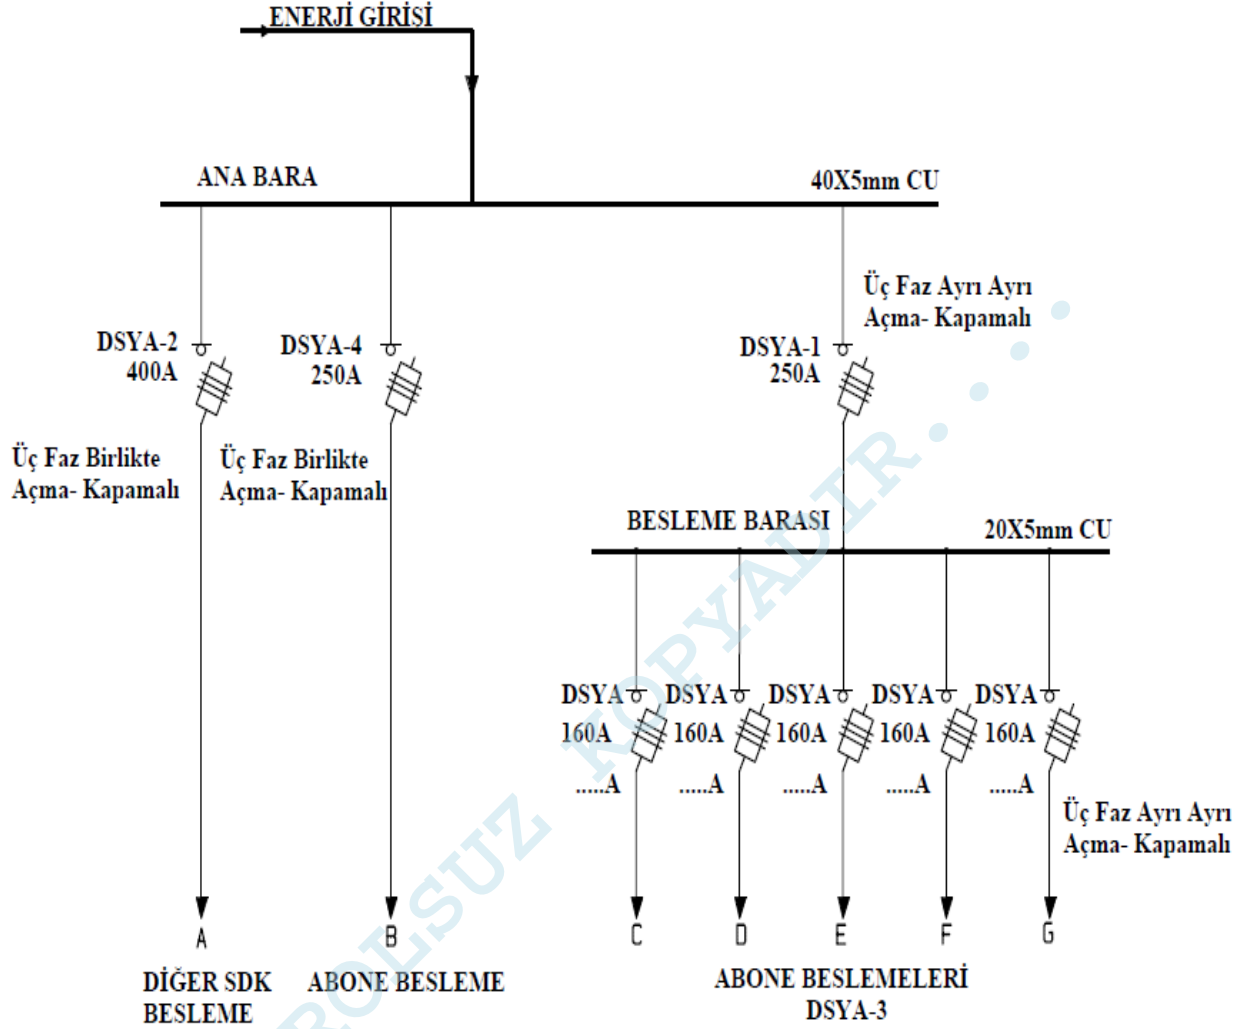 ENERJİ GİRİŞİ
ANA BARA
40X5mm CU
Üç Faz Ayrı Ayrı
Açma- Kapamalı
DSYA-2
400A
DSYA-4
250A
DSYA-1
250A
Üç Faz Birlikte
Açma- Kapamalı
Üç Faz Birlikte
Açma- Kapamalı
BESLEME BARASI
20X5mm CU
DSYA
160A
.....A
DSYA
160A
.....A
DSYA
160A
.....A
DSYA
160A
.....A
DSYA
160A
.....A
Üç Faz Ayrı Ayrı
Açma- Kapamalı
A
B
C
D
E
F
G
DİĞER SDK
BESLEME
ABONE BESLEME
ABONE BESLEMELERİ
DSYA-3
ROLSUZ KOPYADIR....